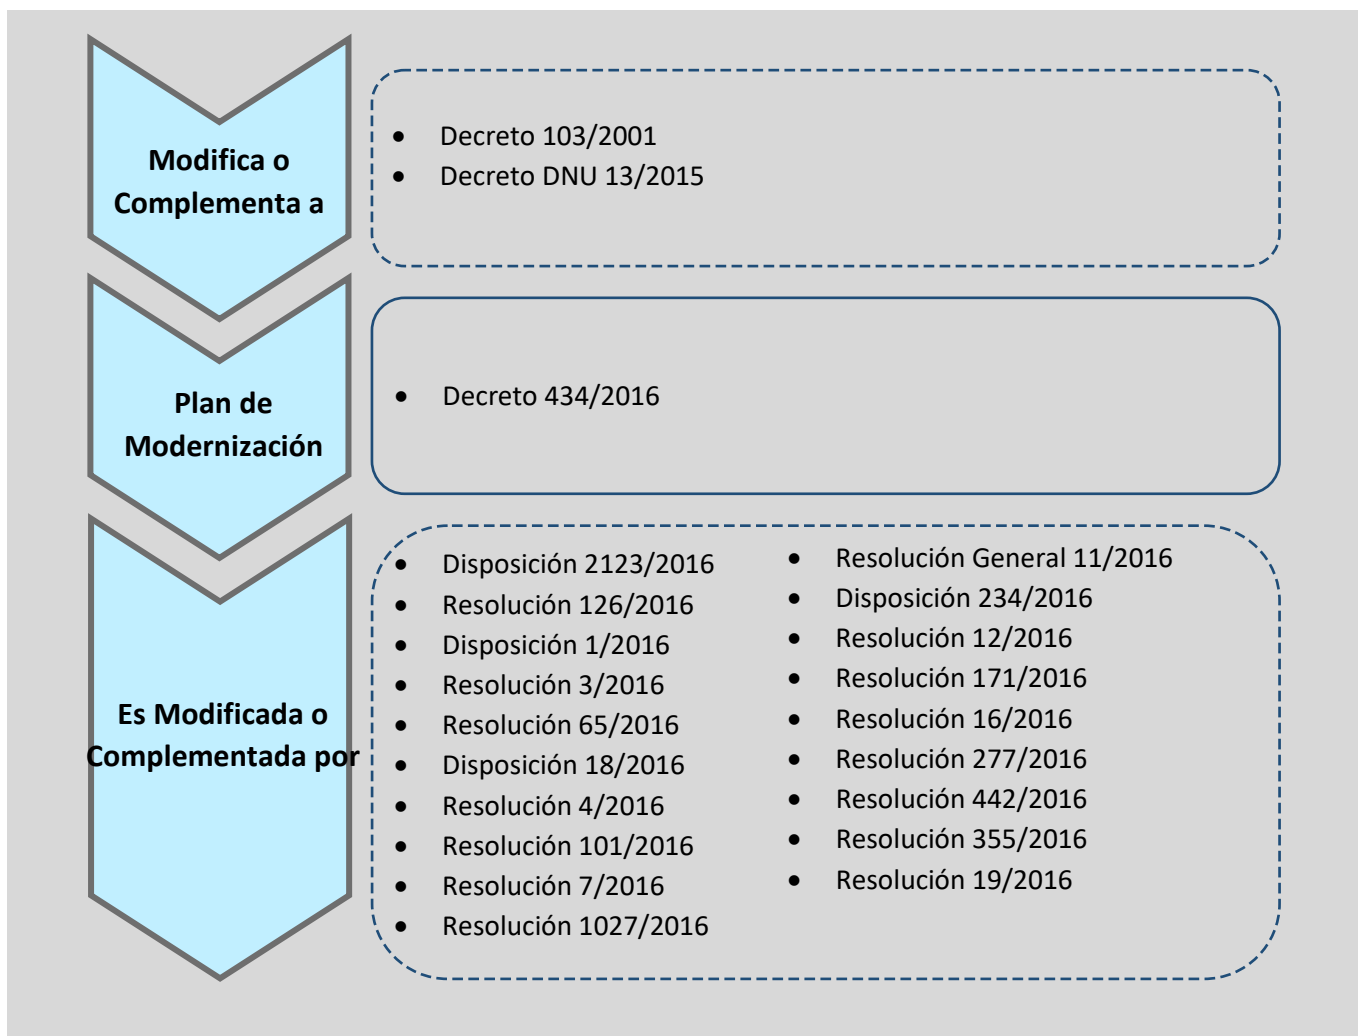 Modifica o
Complementa a
• Decreto 103/2001
• Decreto DNU 13/2015
Plan de
Modernización
• Decreto 434/2016
Es Modificada o
Complementada por
• Disposición 2123/2016
• Resolución 126/2016
• Disposición 1/2016
• Resolución 3/2016
• Resolución 65/2016
• Disposición 18/2016
• Resolución 4/2016
• Resolución 101/2016
• Resolución 7/2016
• Resolución 1027/2016
• Resolución General 11/2016
• Disposición 234/2016
• Resolución 12/2016
• Resolución 171/2016
• Resolución 16/2016
• Resolución 277/2016
• Resolución 442/2016
• Resolución 355/2016
• Resolución 19/2016